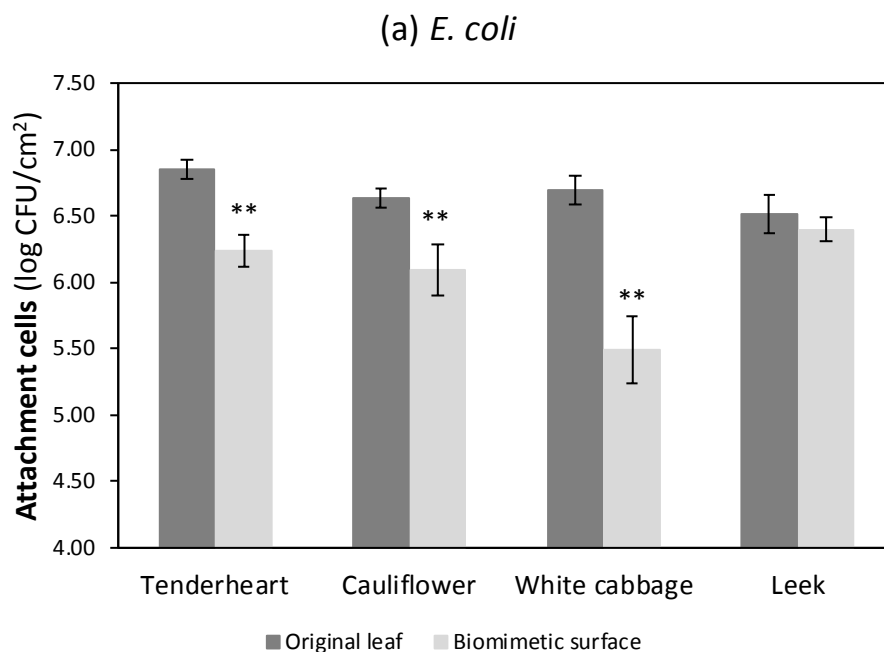 (a) E. coli
Attachment cells (log CFU/cm²)
7.50
7.00
6.50
6.00
5.50
5.00
4.50
4.00
**
**
**
Tenderheart Cauliflower White cabbage Leek
Original leaf Biomimetic surface